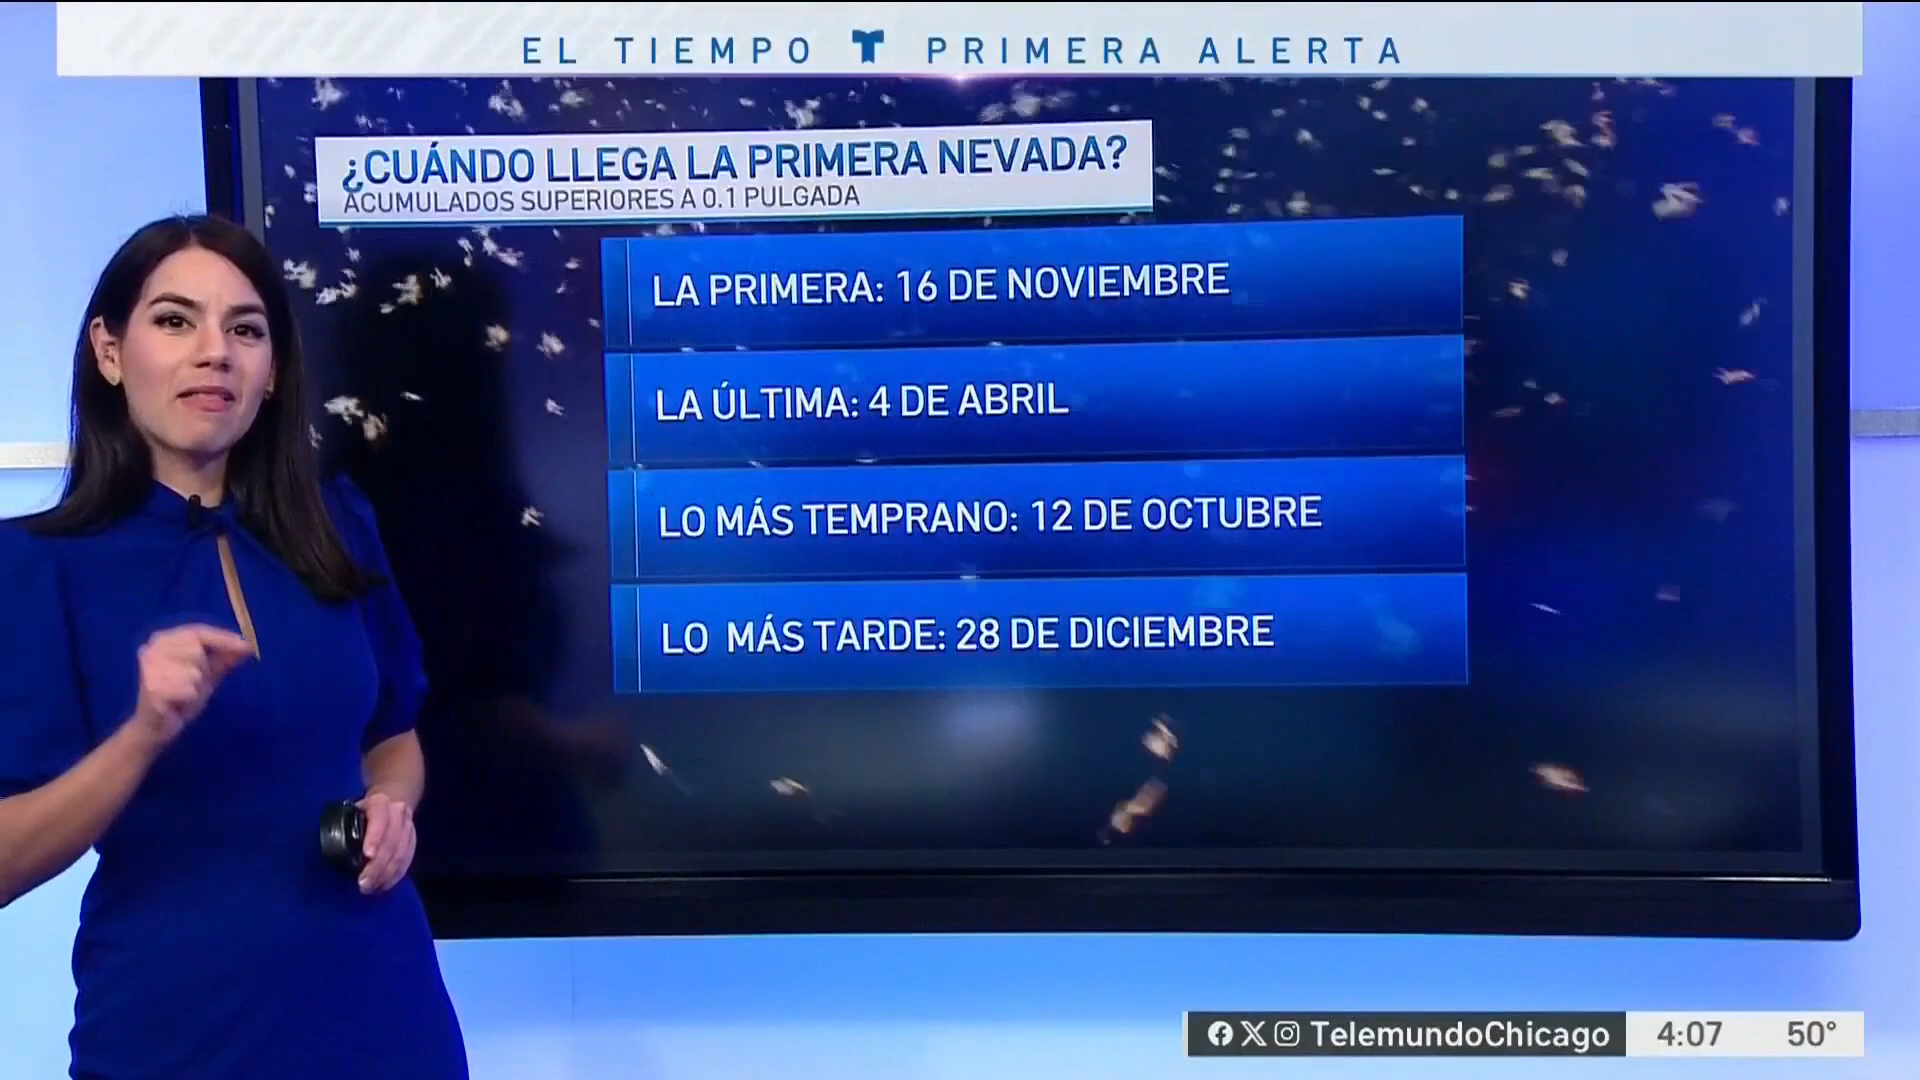 EL TIEMPO PRIMERA ALERTA
¿CUÁNDO LLEGA LA PRIMERA NEVADA?
ACUMULADOS SUPERIORES A 0.1 PULGADA
LA PRIMERA: 16 DE NOVIEMBRE
LA ÚLTIMA: 4 DE ABRIL
LO MÁS TEMPRANO: 12 DE OCTUBRE
LO MÁS TARDE: 28 DE DICIEMBRE
TelemundoChicago 4:07 50°